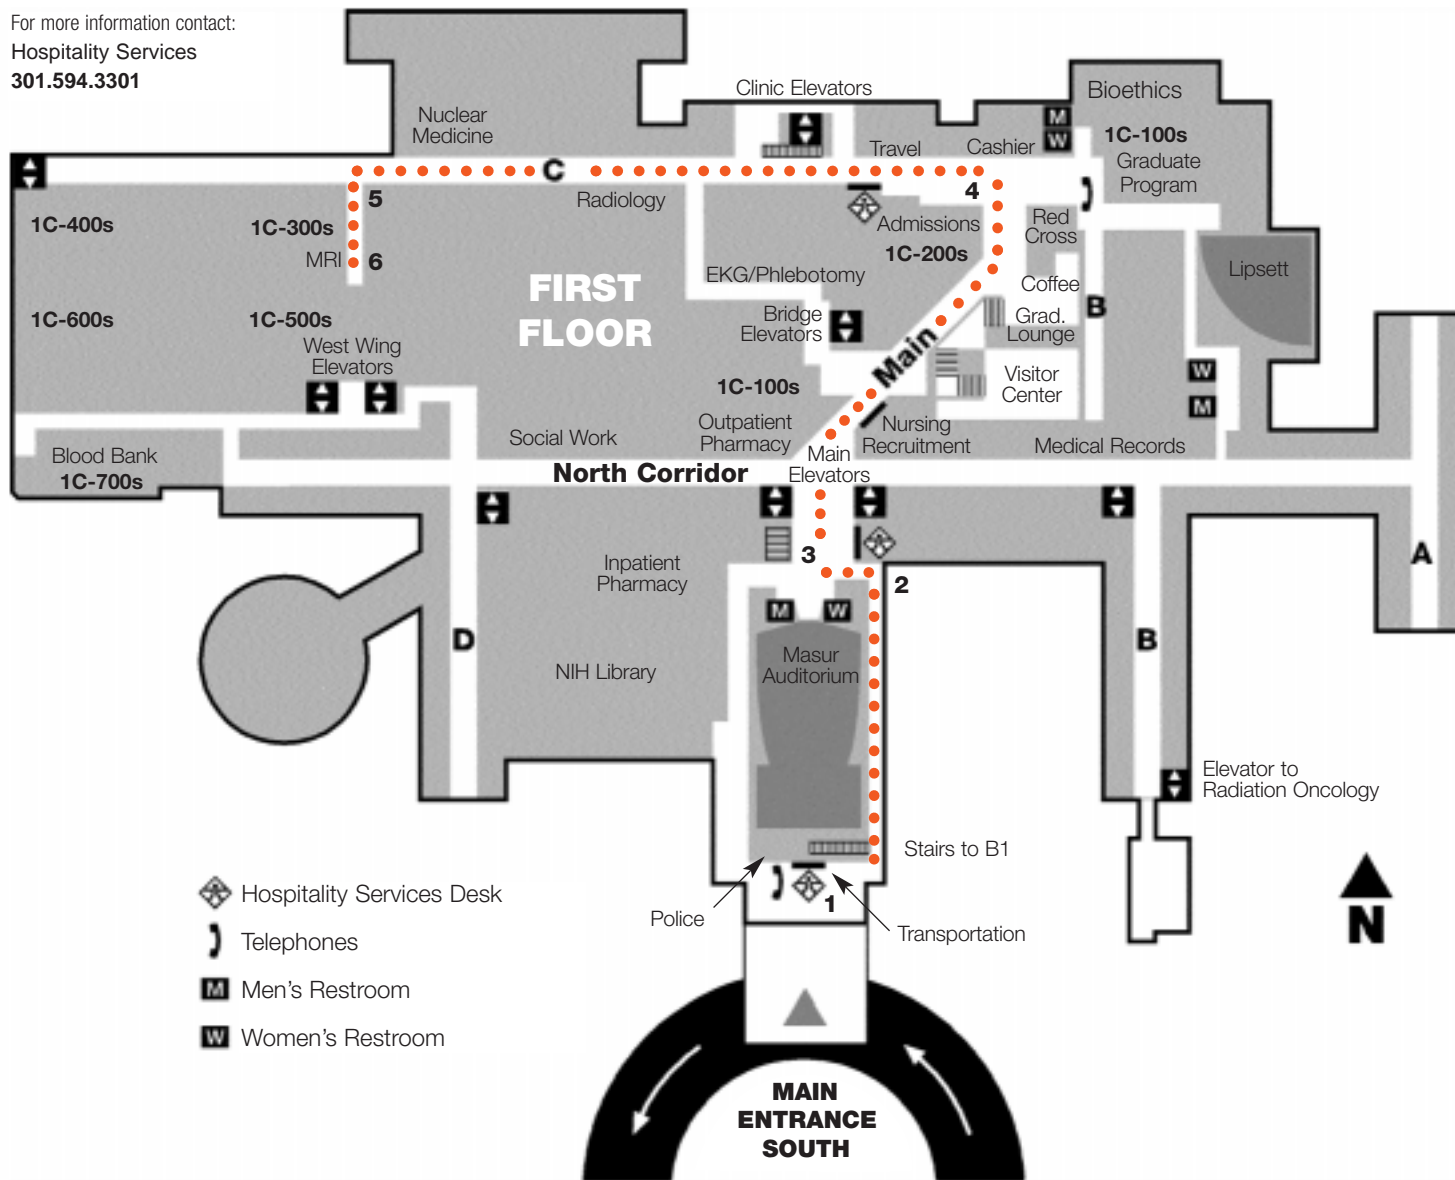 For more information contact:
Hospitality Services
301.594.3301
Clinic Elevators
Bioethics
Nuclear
Medicine
M
W
1C-100s
Graduate
Program
Travel
Cashier
C
5
4
Radiology
1C-400s
1C-300s
MRI
6
Admissions
1C-200s
Red
Cross
Lipsett
FIRST
FLOOR
EKG/Phlebotomy
Coffee
B
1C-600s
1C-500s
Bridge
Elevators
Grad.
Lounge
West Wing
Elevators
Main
Visitor
Center
W
M
1C-100s
Outpatient
Pharmacy
Nursing
Recruitment
Social Work
Medical Records
Blood Bank
1C-700s
North Corridor
Main
Elevators
3
2
A
Inpatient
Pharmacy
M
W
D
B
NIH Library
Masur
Auditorium
Elevator to
Radiation Oncology
Stairs to B1
1
Police
Transportation
Hospitality Services Desk
Telephones
M Men's Restroom
W Women's Restroom
N
MAIN
ENTRANCE
SOUTH